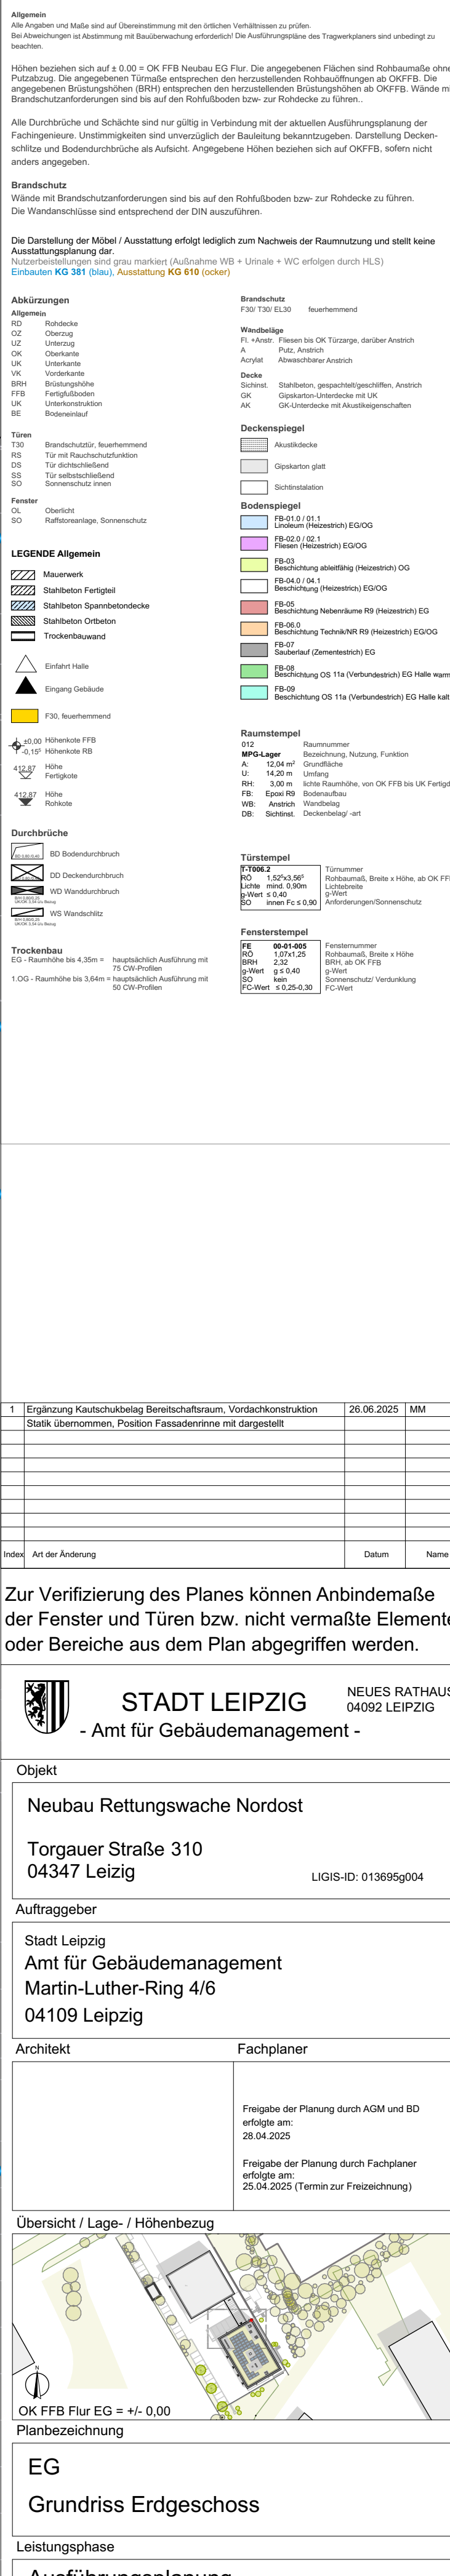 Allgemein
Alle Angaben und Maße sind auf Übereinstimmung mit den örtlichen Verhältnissen zu prüfen.
Bei Abweichungen ist Abstimmung mit Bauüberwachung erforderlich! Die Ausführungspläne des Tragwerkplaners sind unbedingt zu
beachten.
Höhen beziehen sich auf ± 0.00 = OK FFB Neubau EG Flur. Die angegebenen Flächen sind Rohbaumaße ohne
Putzabzug. Die angegebenen Türmaße entsprechen den herzustellenden Rohbauöffnungen ab OKFFB. Die
angegebenen Brüstungshöhen (BRH) entsprechen den herzustellenden Brüstungshöhen ab OKFFB. Wände m
Brandschutzanforderungen sind bis auf den Rohfußboden bzw- zur Rohdecke zu führen..
Alle Durchbrüche und Schächte sind nur gültig in Verbindung mit der aktuellen Ausführungsplanung der
Fachingenieure. Unstimmigkeiten sind unverzüglich der Bauleitung bekanntzugeben. Darstellung Decken-
schlitze und Bodendurchbrüche als Aufsicht. Angegebene Höhen beziehen sich auf OKFFB, sofern nicht
anders angegeben.
Brandschutz
Wände mit Brandschutzanforderungen sind bis auf den Rohfußboden bzw- zur Rohdecke zu führen.
Die Wandanschlüsse sind entsprechend der DIN auszuführen.
Die Darstellung der Möbel / Ausstattung erfolgt lediglich zum Nachweis der Raumnutzung und stellt keine
Ausstattungsplanung dar.
Nutzerbeistellungen sind grau markiert (Außnahme WB + Urinale + WC erfolgen durch HLS)
Einbauten KG 381 (blau), Ausstattung KG 610 (ocker)
Abkürzungen
Allgemein
RD Rohdecke
OZ Oberzug
UZ Unterzug
OK Oberkante
UK Unterkante
VK Vorderkante
BRH Brüstungshöhe
FFB Fertigfußboden
UK Unterkonstruktion
BE Bodeneinlauf
Türen
T30 Brandschutztür, feuerhemmend
RS Tür mit Rauchschutzfunktion
DS Tür dichtschließend
SS Tür selbstschließend
SO Sonnenschutz innen
Fenster
OL Oberlicht
SO Raffstoreanlage, Sonnenschutz
LEGENDE Allgemein
Mauerwerk
Stahlbeton Fertigteil
Stahlbeton Spannbetondecke
Stahlbeton Ortbeton
Trockenbauwand
Einfahrt Halle
Eingang Gebäude
F30, feuerhemmend
±0,00 Höhenkote FFB
-0,15⁵ Höhenkote RB
412.87 Höhe
Fertigkote
412,87 Höhe
Rohkote
Durchbrüche
BD Bodendurchbruch
DD Deckendurchbruch
WD Wanddurchbruch
WS Wandschlitz
Trockenbau
EG - Raumhöhe bis 4,35m = hauptsächlich Ausführung mit
75 CW-Profilen
1.OG - Raumhöhe bis 3,64m = hauptsächlich Ausführung mit
50 CW-Profilen
Brandschutz
F30/ T30/ EL30 feuerhemmend
Wandbeläge
Fl. +Anstr. Fliesen bis OK Türzarge, darüber Anstrich
A Putz, Anstrich
Acrylat Abwaschbarer Anstrich
Decke
Sichinst. Stahlbeton, gespachtelt/geschliffen, Anstrich
GK Gipskarton-Unterdecke mit UK
AK GK-Unterdecke mit Akustikeigenschaften
Deckenspiegel
Akustikdecke
Gipskarton glatt
Sichtinstalation
Bodenspiegel
FB-01.0 / 01.1
Linoleum (Heizestrich) EG/OG
FB-02.0 / 02.1
Fliesen (Heizestrich) EG/OG
FB-03
Beschichtung ableitfähig (Heizestrich) OG
FB-04.0 / 04.1
Beschichtung (Heizestrich) EG/OG
FB-05
Beschichtung Nebenräume R9 (Heizestrich) EG
FB-06.0
Beschichtung Technik/NR R9 (Heizestrich) EG/OG
FB-07
Sauberlauf (Zementestrich) EG
FB-08
Beschichtung OS 11a (Verbundestrich) EG Halle warm
FB-09
Beschichtung OS 11a (Verbundestrich) EG Halle kalt
Raumstempel
012 Raumnummer
MPG-Lager Bezeichnung, Nutzung, Funktion
A: 12,04 m² Grundfläche
U: 14,20 m Umfang
RH: 3,00 m lichte Raumhöhe, von OK FFB bis UK Fertigd
FB: Epoxi R9 Bodenaufbau
WB: Anstrich Wandbelag
DB: Sichtinst. Deckenbelag/ -art
Türstempel
T-T006.2 Türnummer
RÖ 1,52⁵x3,56⁵ Rohbaumaß, Breite x Höhe, ab OK FF
Lichte mind. 0,90m Lichtebreite
g-Wert ≤ 0,40 g-Wert
SO innen Fc ≤ 0,90 Anforderungen/Sonnenschutz
Fensterstempel
FE 00-01-005 Fensternummer
RÖ 1,07x1,25 Rohbaumaß, Breite x Höhe
BRH 2,32 BRH, ab OK FFB
g-Wert g ≤ 0,40 g-Wert
SO kein Sonnenschutz/ Verdunklung
FC-Wert ≤ 0,25-0,30 FC-Wert
1 Ergänzung Kautschukbelag Bereitschaftsraum, Vordachkonstruktion 26.06.2025 MM
Statik übernommen, Position Fassadenrinne mit dargestellt
Index Art der Änderung Datum Name
Zur Verifizierung des Planes können Anbindemaße
der Fenster und Türen bzw. nicht vermaßte Elemente
oder Bereiche aus dem Plan abgegriffen werden.
STADT LEIPZIG
- Amt für Gebäudemanagement -
NEUES RATHAUS
04092 LEIPZIG
Objekt
Neubau Rettungswache Nordost
Torgauer Straße 310
04347 Leizig
LIGIS-ID: 013695g004
Auftraggeber
Stadt Leipzig
Amt für Gebäudemanagement
Martin-Luther-Ring 4/6
04109 Leipzig
Architekt Fachplaner
Freigabe der Planung durch AGM und BD
erfolgte am:
28.04.2025
Freigabe der Planung durch Fachplaner
erfolgte am:
25.04.2025 (Termin zur Freizeichnung)
Übersicht / Lage- / Höhenbezug
N
OK FFB Flur EG = +/- 0,00
Planbezeichnung
EG
Grundriss Erdgeschoss
Leistungsphase
Ausführungsplanung